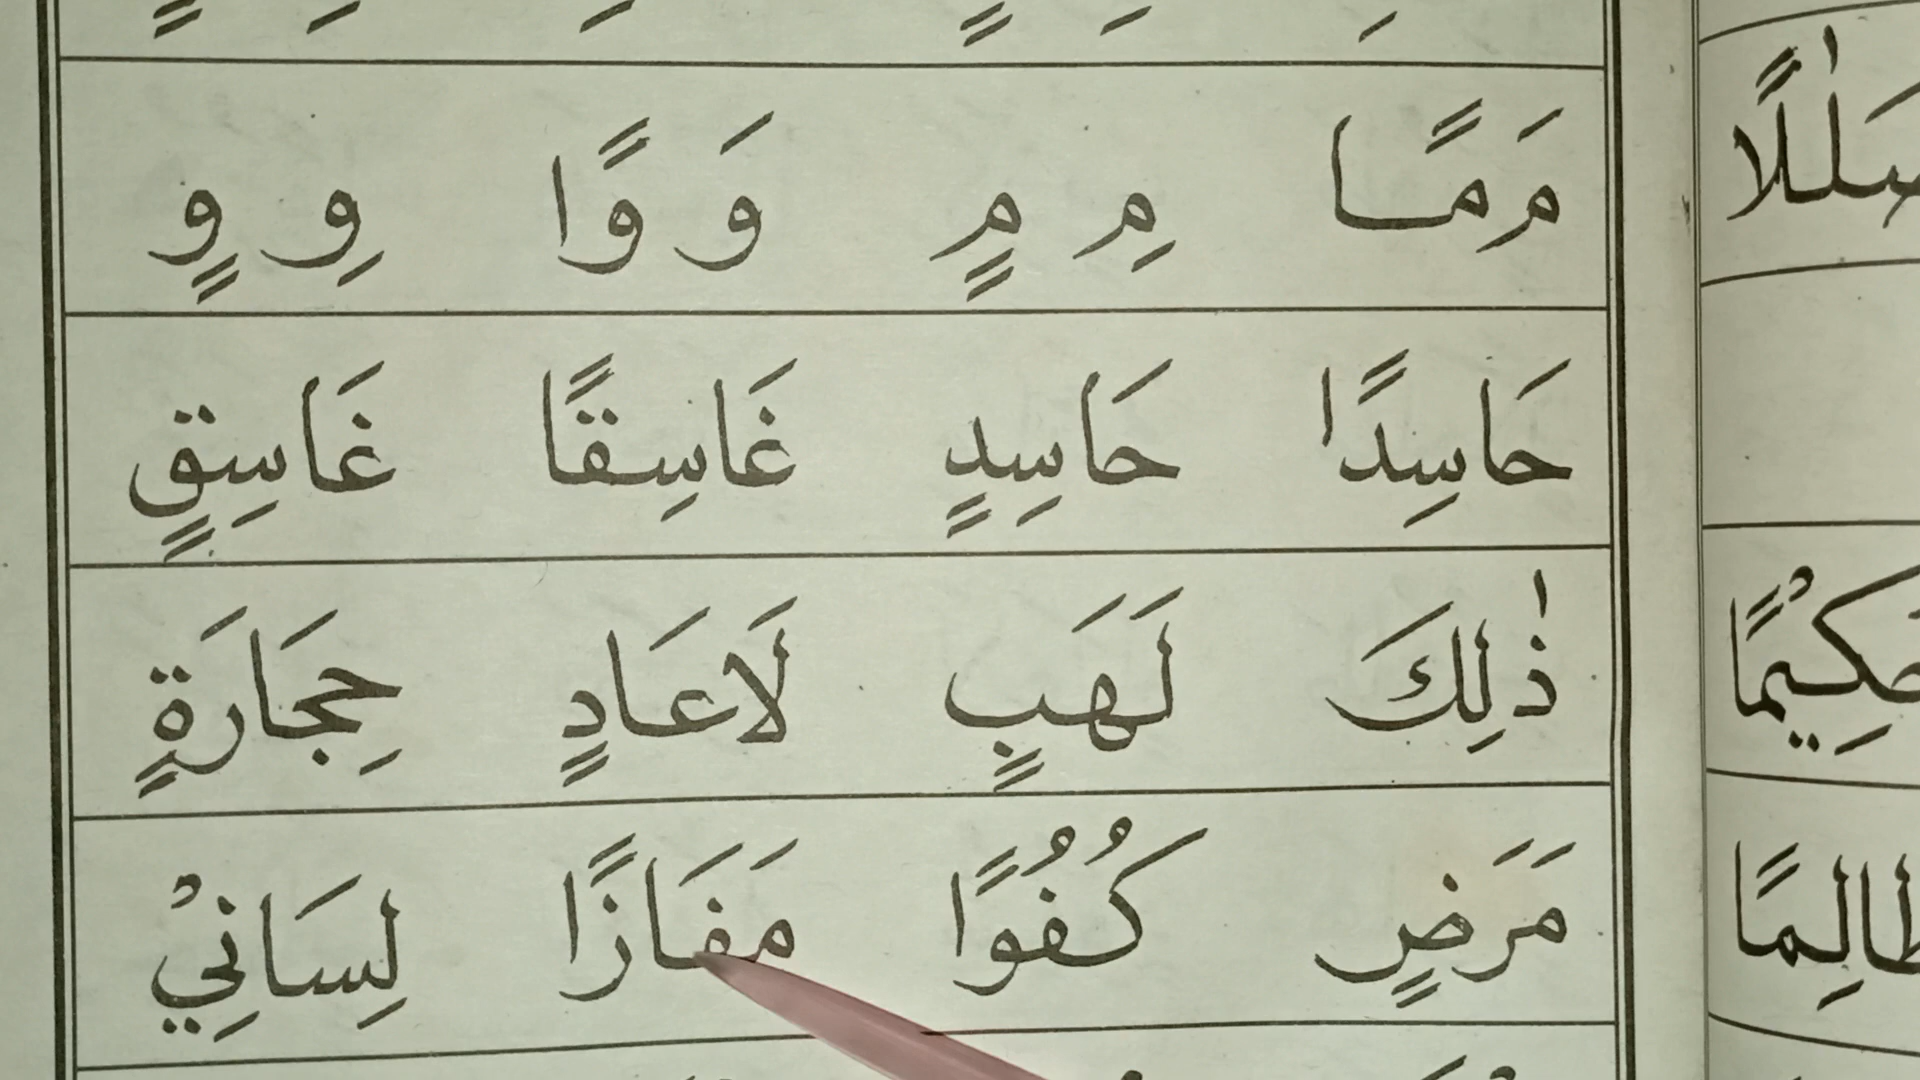 مَ مًا مِ مٍ وَ وًا وِ وٍ
حَاسِدًا حَاسِدٍ غَاسِقًا غَاسِقٍ
ذٰلِكَ لَهَبٍ لَاعَادٍ حِجَارَةٍ
مَرَضٍ كُفُوًا مَفَازًا لِسَانِيْ